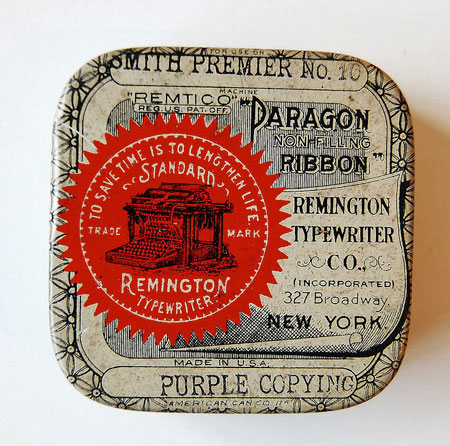 FOR USE ON
SMITH PREMIER NO. 10
MACHINE
"REMTICO"
REG. U.S. PAT. OFF.
"PARAGON
NON-FILLING
RIBBON"
TO SAVE TIME IS TO LENGTHEN LIFE
STANDARD
TRADE MARK
REMINGTON
TYPEWRITER
REMINGTON
TYPEWRITER
CO.,
(INCORPORATED)
327 Broadway.
NEW YORK.
MADE IN U.S.A.
PURPLE COPYING
AMERICAN CAN CO.